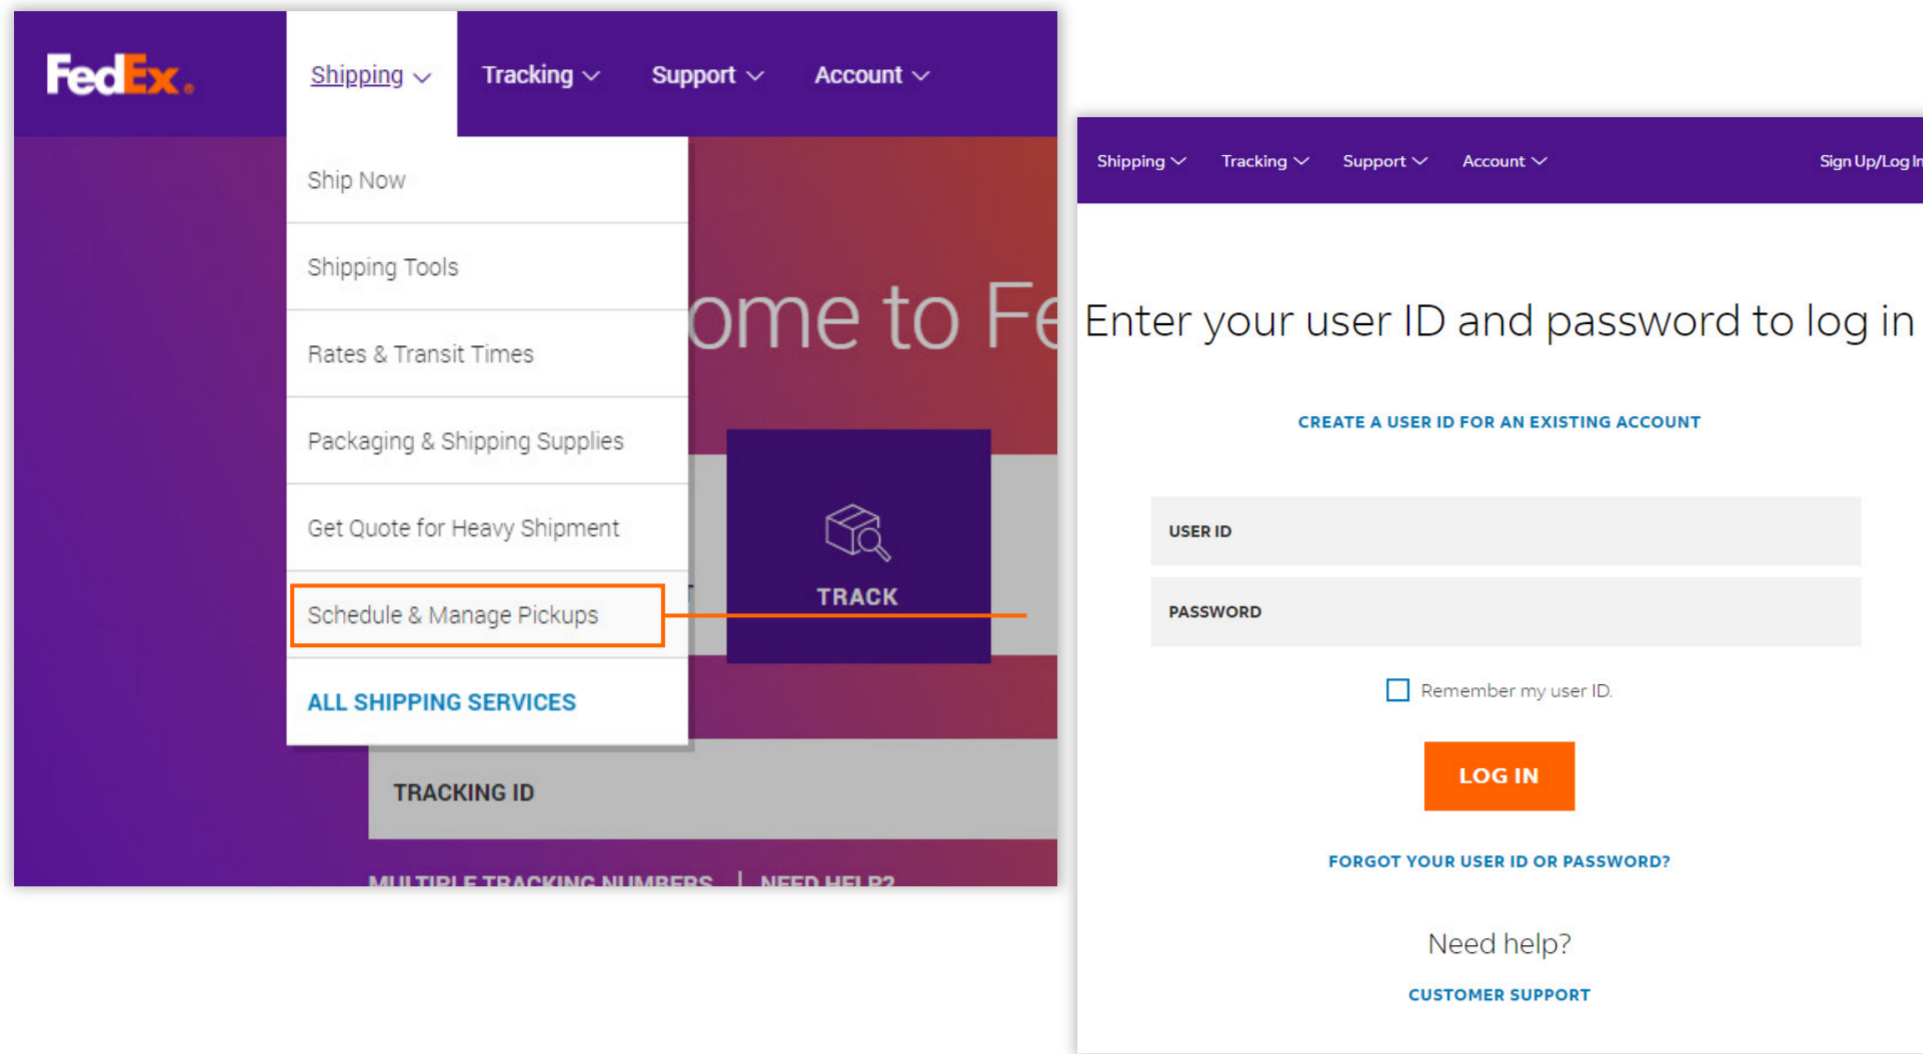 FedEx®
Shipping
Tracking
Support
Account
Ship Now
Shipping Tools
Rates & Transit Times
Packaging & Shipping Supplies
Get Quote for Heavy Shipment
Schedule & Manage Pickups
ALL SHIPPING SERVICES
ome to Fe
T
TRACK
TRACKING ID
MULTIPLE TRACKING NUMBERS | NEED HELP?
Shipping
Tracking
Support
Account
Sign Up/Log In
Enter your user ID and password to log in
CREATE A USER ID FOR AN EXISTING ACCOUNT
USER ID
PASSWORD
Remember my user ID.
LOG IN
FORGOT YOUR USER ID OR PASSWORD?
Need help?
CUSTOMER SUPPORT